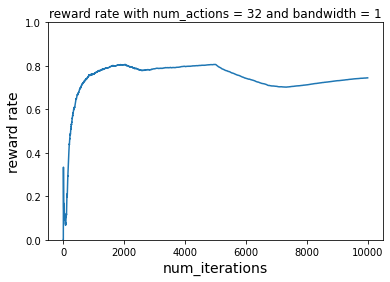 reward rate with num_actions = 32 and bandwidth = 1
1.0
0.8
0.6
0.4
0.2
0.0
reward rate
0 2000 4000 6000 8000 10000
num_iterations